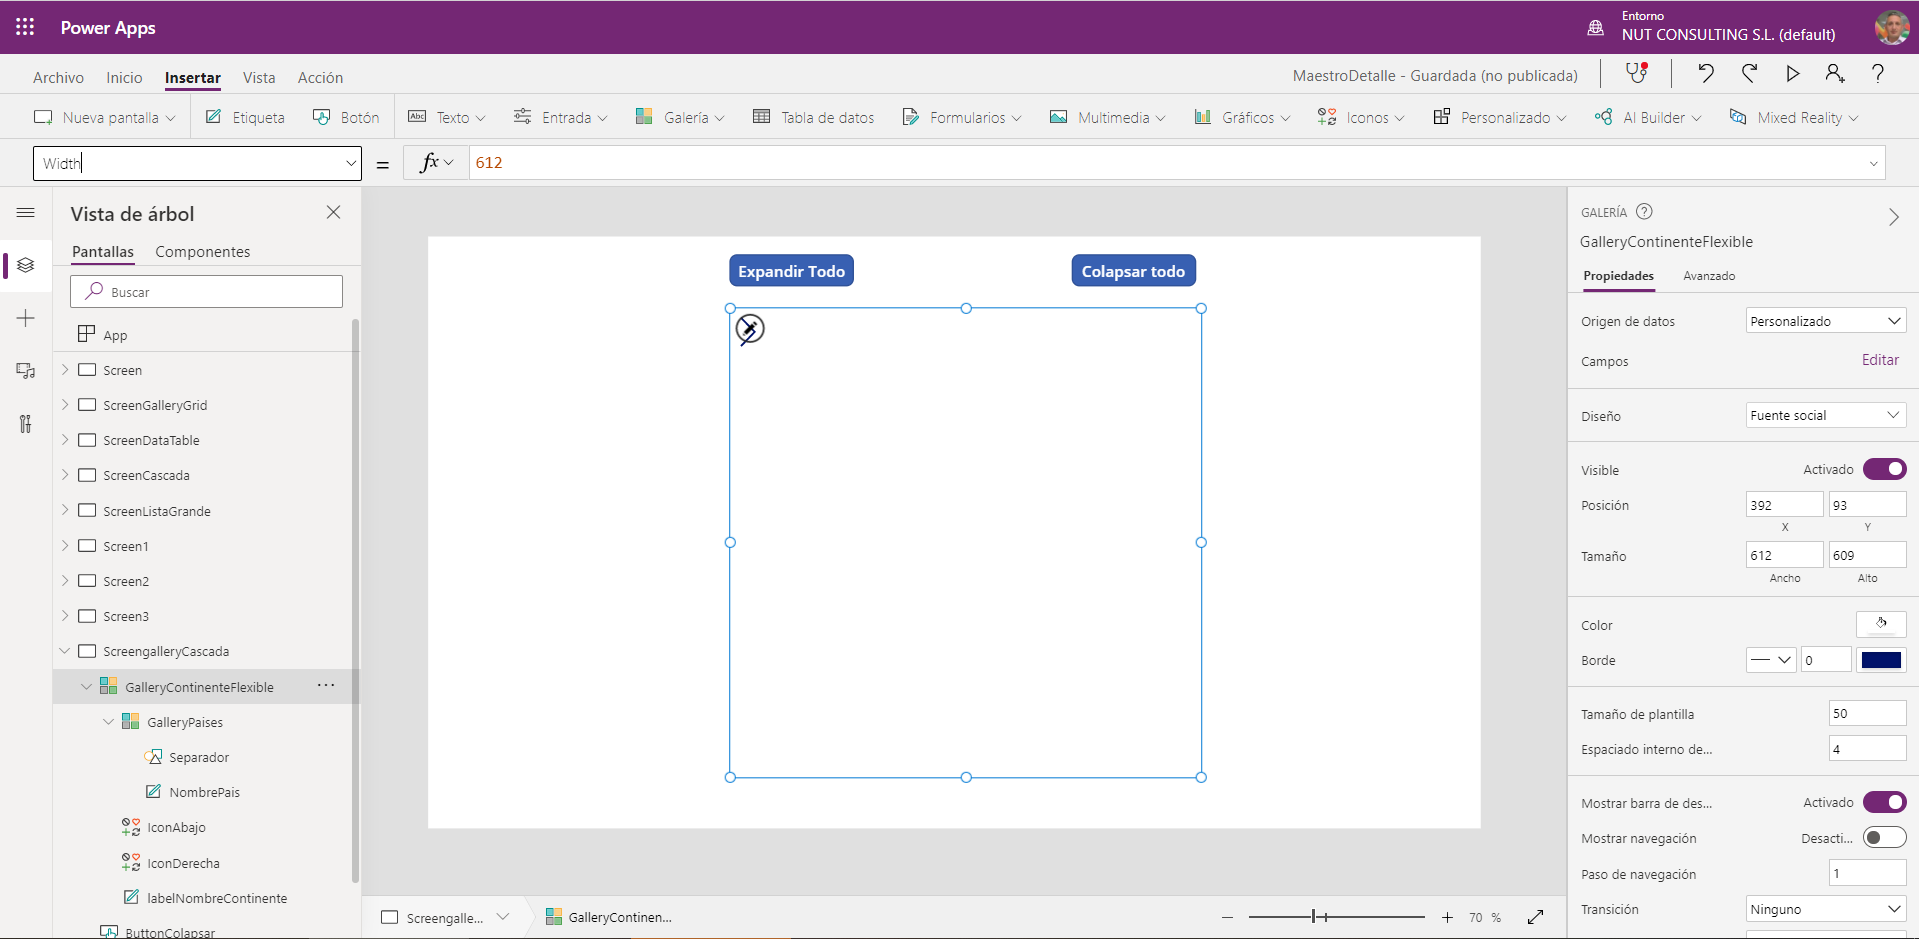 Power Apps
Entorno
NUT CONSULTING S.L. (default)
Archivo Inicio Insertar Vista Acción
MaestroDetalle - Guardada (no publicada)
Nueva pantalla Etiqueta Botón Abc Texto Entrada Galería Tabla de datos Formularios Multimedia Gráficos Iconos Personalizado AI Builder Mixed Reality
Width = fx 612
Vista de árbol
Pantallas Componentes
Buscar
App
Screen
ScreenGalleryGrid
ScreenDataTable
ScreenCascada
ScreenListaGrande
Screen1
Screen2
Screen3
ScreengalleryCascada
GalleryContinenteFlexible ...
GalleryPaises
Separador
NombrePais
IconAbajo
IconDerecha
labelNombreContinente
ButtonColapsar
Expandir Todo
Colapsar todo
Screengalle...
GalleryContinen...
70 %
GALERÍA
GalleryContinenteFlexible
Propiedades Avanzado
Origen de datos Personalizado
Campos Editar
Diseño Fuente social
Visible Activado
Posición 392 93
X Y
Tamaño 612 609
Ancho Alto
Color
Borde 0
Tamaño de plantilla 50
Espaciado interno de... 4
Mostrar barra de des... Activado
Mostrar navegación Desacti...
Paso de navegación 1
Transición Ninguno